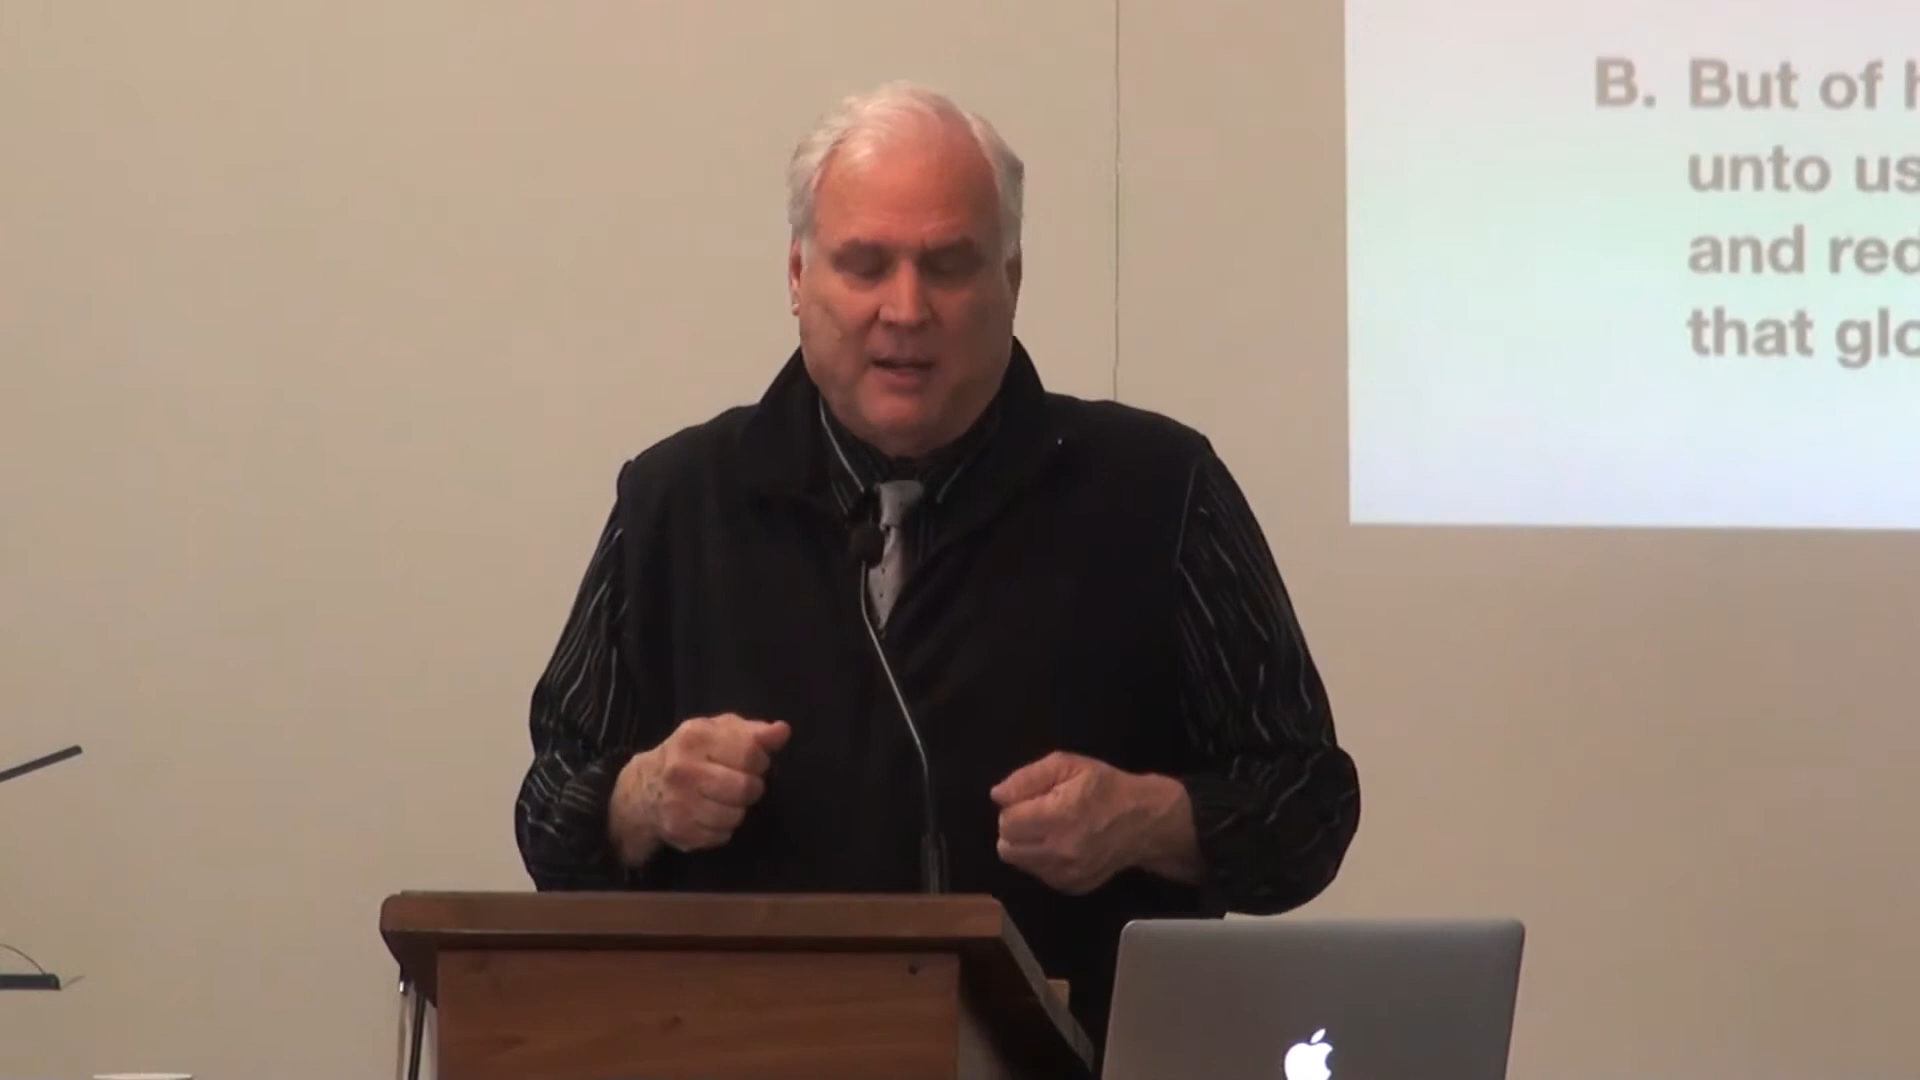 B. But of
unto us
and red
that glo